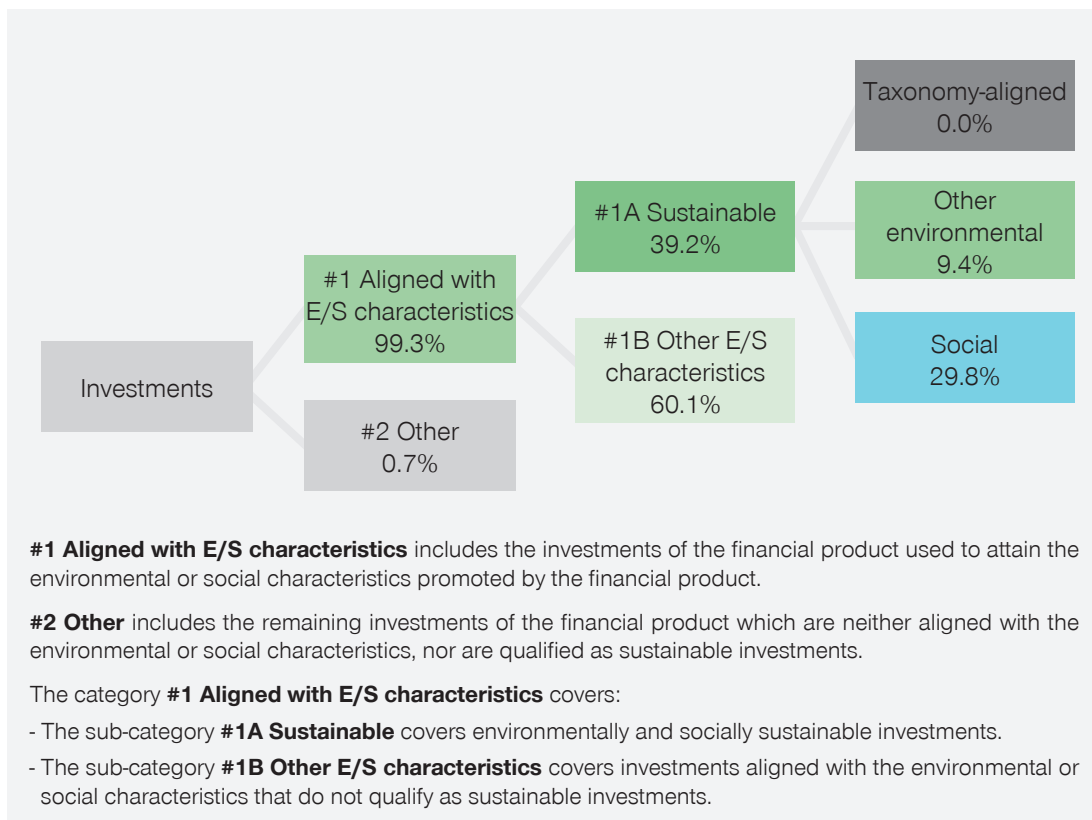 Investments
#1 Aligned with
E/S characteristics
99.3%
#2 Other
0.7%
#1A Sustainable
39.2%
#1B Other E/S
characteristics
60.1%
Taxonomy-aligned
0.0%
Other
environmental
9.4%
Social
29.8%
#1 Aligned with E/S characteristics includes the investments of the financial product used to attain the
environmental or social characteristics promoted by the financial product.
#2 Other includes the remaining investments of the financial product which are neither aligned with the
environmental or social characteristics, nor are qualified as sustainable investments.
The category #1 Aligned with E/S characteristics covers:
- The sub-category #1A Sustainable covers environmentally and socially sustainable investments.
- The sub-category #1B Other E/S characteristics covers investments aligned with the environmental or
social characteristics that do not qualify as sustainable investments.